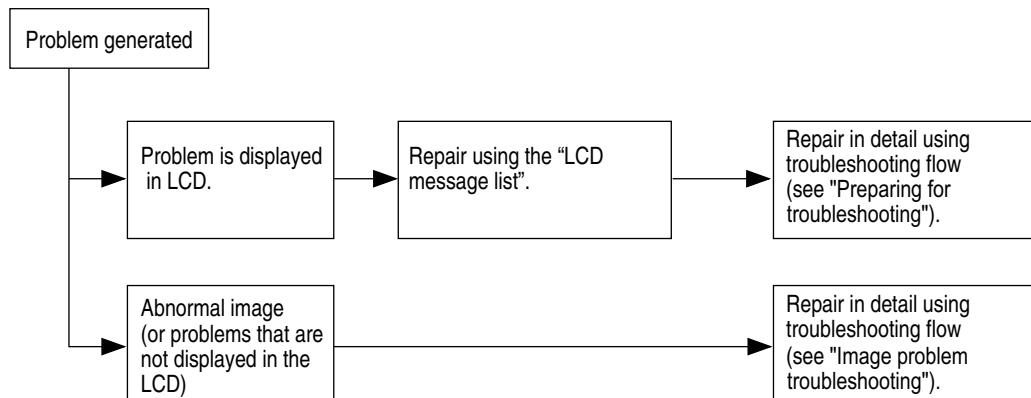 Problem generated
Problem is displayed
in LCD.
Repair using the “LCD
message list”.
Repair in detail using
troubleshooting flow
(see "Preparing for
troubleshooting").
Abnormal image
(or problems that are
not displayed in the
LCD)
Repair in detail using
troubleshooting flow
(see "Image problem
troubleshooting").